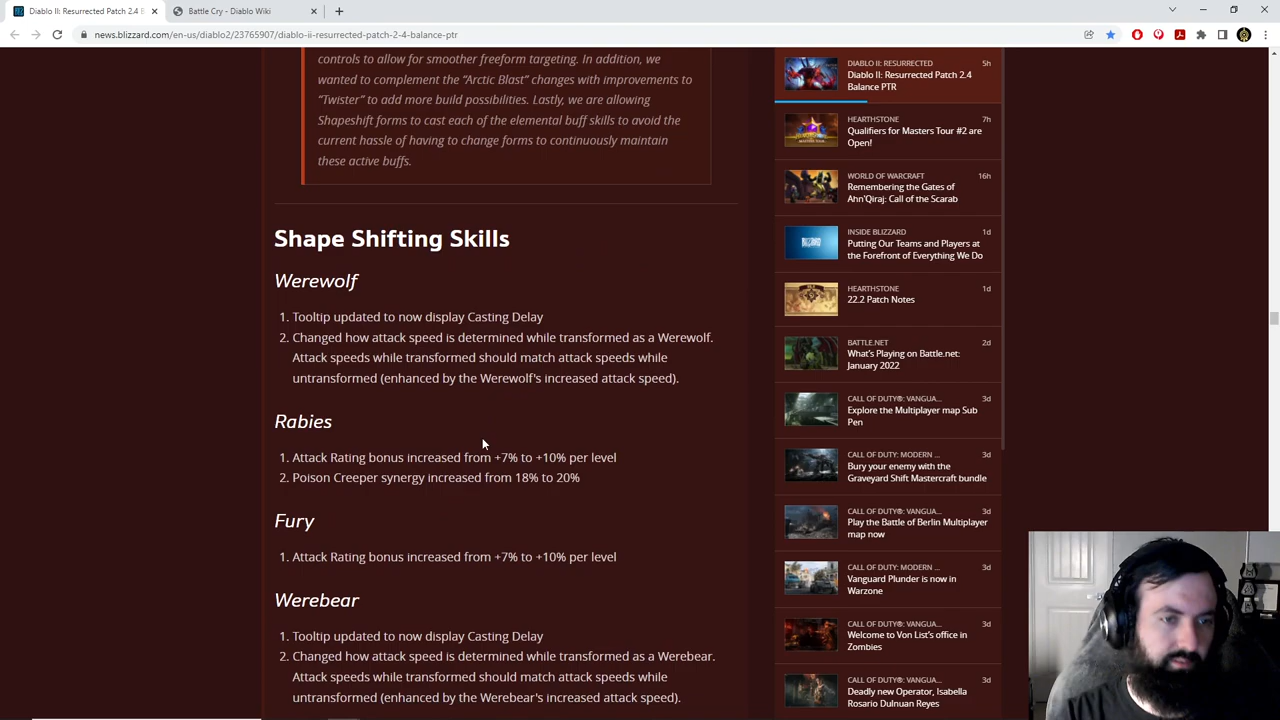 Diablo II: Resurrected Patch 2.4 B
Battle Cry - Diablo Wiki
news.blizzard.com/en-us/diablo2/23765907/diablo-ii-resurrected-patch-2-4-balance-ptr
controls to allow for smoother freeform targeting. In addition, we
wanted to complement the “Arctic Blast” changes with improvements to
“Twister” to add more build possibilities. Lastly, we are allowing
Shapeshift forms to cast each of the elemental buff skills to avoid the
current hassle of having to change forms to continuously maintain
these active buffs.
Shape Shifting Skills
Werewolf
1. Tooltip updated to now display Casting Delay
2. Changed how attack speed is determined while transformed as a Werewolf.
Attack speeds while transformed should match attack speeds while
untransformed (enhanced by the Werewolf's increased attack speed).
Rabies
1. Attack Rating bonus increased from +7% to +10% per level
2. Poison Creeper synergy increased from 18% to 20%
Fury
1. Attack Rating bonus increased from +7% to +10% per level
Werebear
1. Tooltip updated to now display Casting Delay
2. Changed how attack speed is determined while transformed as a Werebear.
Attack speeds while transformed should match attack speeds while
untransformed (enhanced by the Werebear's increased attack speed).
DIABLO II: RESURRECTED 5h
Diablo II: Resurrected Patch 2.4
Balance PTR
HEARTHSTONE 7h
Qualifiers for Masters Tour #2 are
Open!
WORLD OF WARCRAFT 16h
Remembering the Gates of
Ahn'Qiraj: Call of the Scarab
INSIDE BLIZZARD 1d
Putting Our Teams and Players at
the Forefront of Everything We Do
HEARTHSTONE 1d
22.2 Patch Notes
BATTLE.NET 2d
What's Playing on Battle.net:
January 2022
CALL OF DUTY®: VANGUA... 3d
Explore the Multiplayer map Sub
Pen
CALL OF DUTY: MODERN ... 3d
Bury your enemy with the
Graveyard Shift Mastercraft bundle
CALL OF DUTY®: VANGUA... 3d
Play the Battle of Berlin Multiplayer
map now
CALL OF DUTY: MODERN ... 3d
Vanguard Plunder is now in
Warzone
CALL OF DUTY®: VANGUA... 3d
Welcome to Von List's office in
Zombies
CALL OF DUTY®: VANGUA... 3d
Deadly new Operator, Isabella
Rosario Dulnuan Reyes